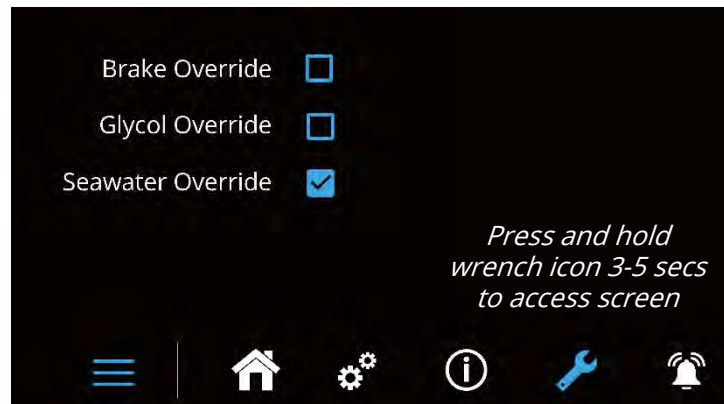 Brake Override
Glycol Override
Seawater Override
Press and hold
wrench icon 3-5 secs
to access screen